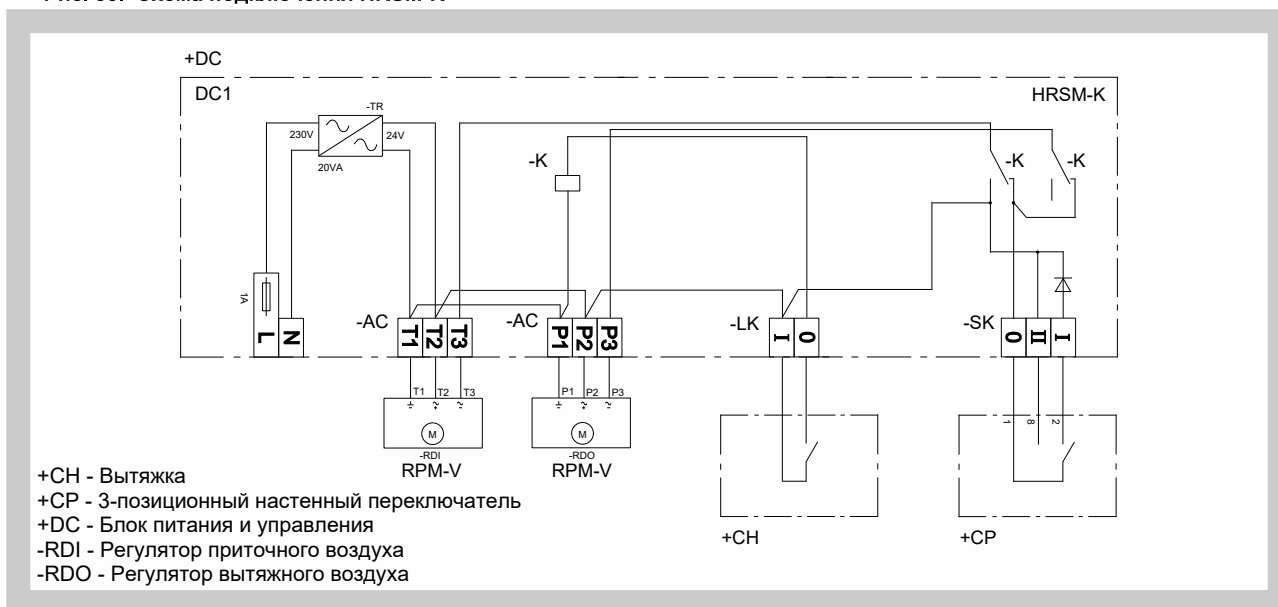 +DC
DC1
HRSM-K
-TR
230V
24V
20VA
-K
-K
-K
1A
L
N
-AC
T1
T2
T3
-AC
P1
P2
P3
-LK
I
0
-SK
0
II
I
T1
T2
T3
P1
P2
P3
M
M
-RDI
-RDO
RPM-V
RPM-V
1
8
2
+CH
+CP
+CH - Вытяжка
+CP - 3-позиционный настенный переключатель
+DC - Блок питания и управления
-RDI - Регулятор приточного воздуха
-RDO - Регулятор вытяжного воздуха